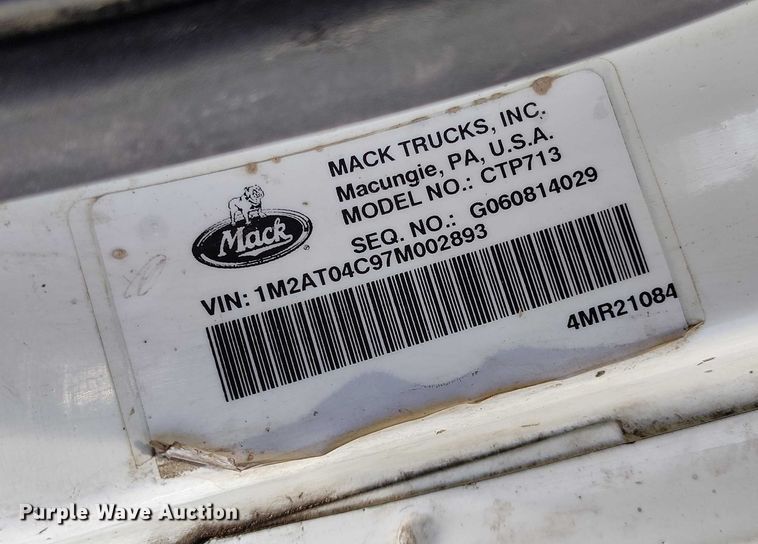 MACK TRUCKS, INC.
Macungie, PA, U.S.A.
MODEL NO.: CTP713
SEQ. NO.: G060814029
Mack
VIN: 1M2AT04C97M002893
4MR21084
Purple Wave Auction